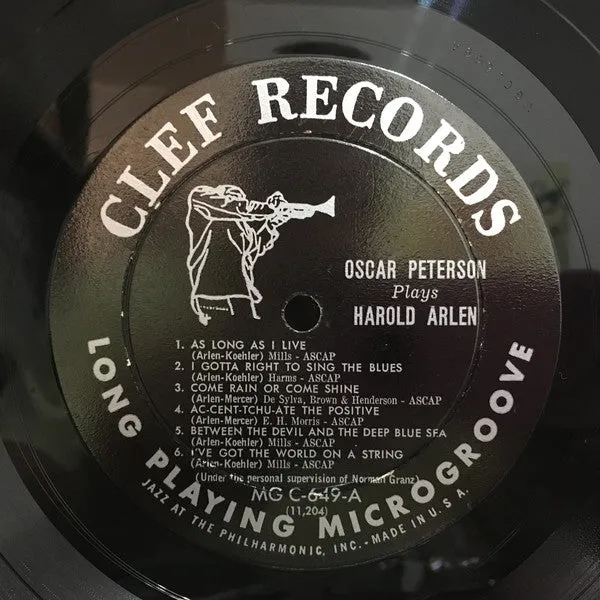 CLEF RECORDS
OSCAR PETERSON
Plays
HAROLD ARLEN
1. AS LONG AS I LIVE
(Arlen-Koehler) Mills - ASCAP
2. I GOTTA RIGHT TO SING THE BLUES
(Arlen-Koehler) Harms - ASCAP
3. COME RAIN OR COME SHINE
(Arlen-Mercer) De Sylva, Brown & Henderson - ASCAP
4. AC-CENT-TCHU-ATE THE POSITIVE
(Arlen-Mercer) E. H. Morris - ASCAP
5. BETWEEN THE DEVIL AND THE DEEP BLUE SEA
(Arlen-Koehler) Mills - ASCAP
6. I'VE GOT THE WORLD ON A STRING
(Arlen-Koehler) Mills - ASCAP
(Under the personal supervision of Norman Granz)
MG C-649-A
(11,204)
LONG PLAYING MICROGROOVE
JAZZ AT THE PHILHARMONIC, INC. - MADE IN U.S.A.